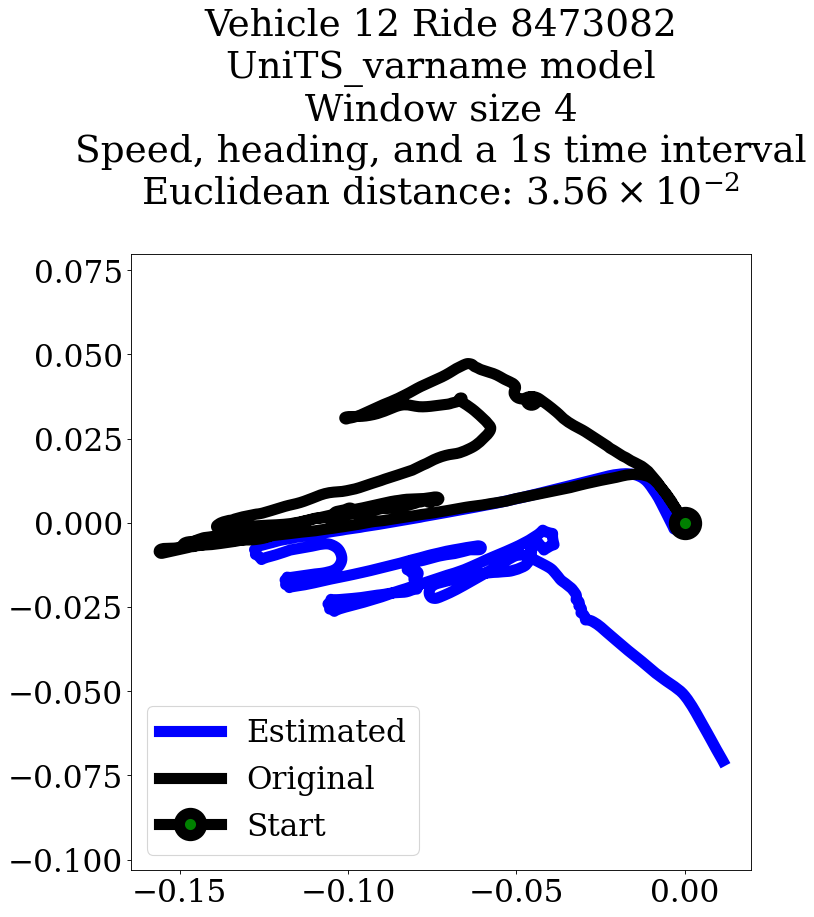 Vehicle 12 Ride 8473082
UniTS_varname model
Window size 4
Speed, heading, and a 1s time interval
Euclidean distance: 3.56 × 10⁻²
0.075
0.050
0.025
0.000
−0.025
−0.050
−0.075
−0.100
Estimated
Original
Start
−0.15 −0.10 −0.05 0.00